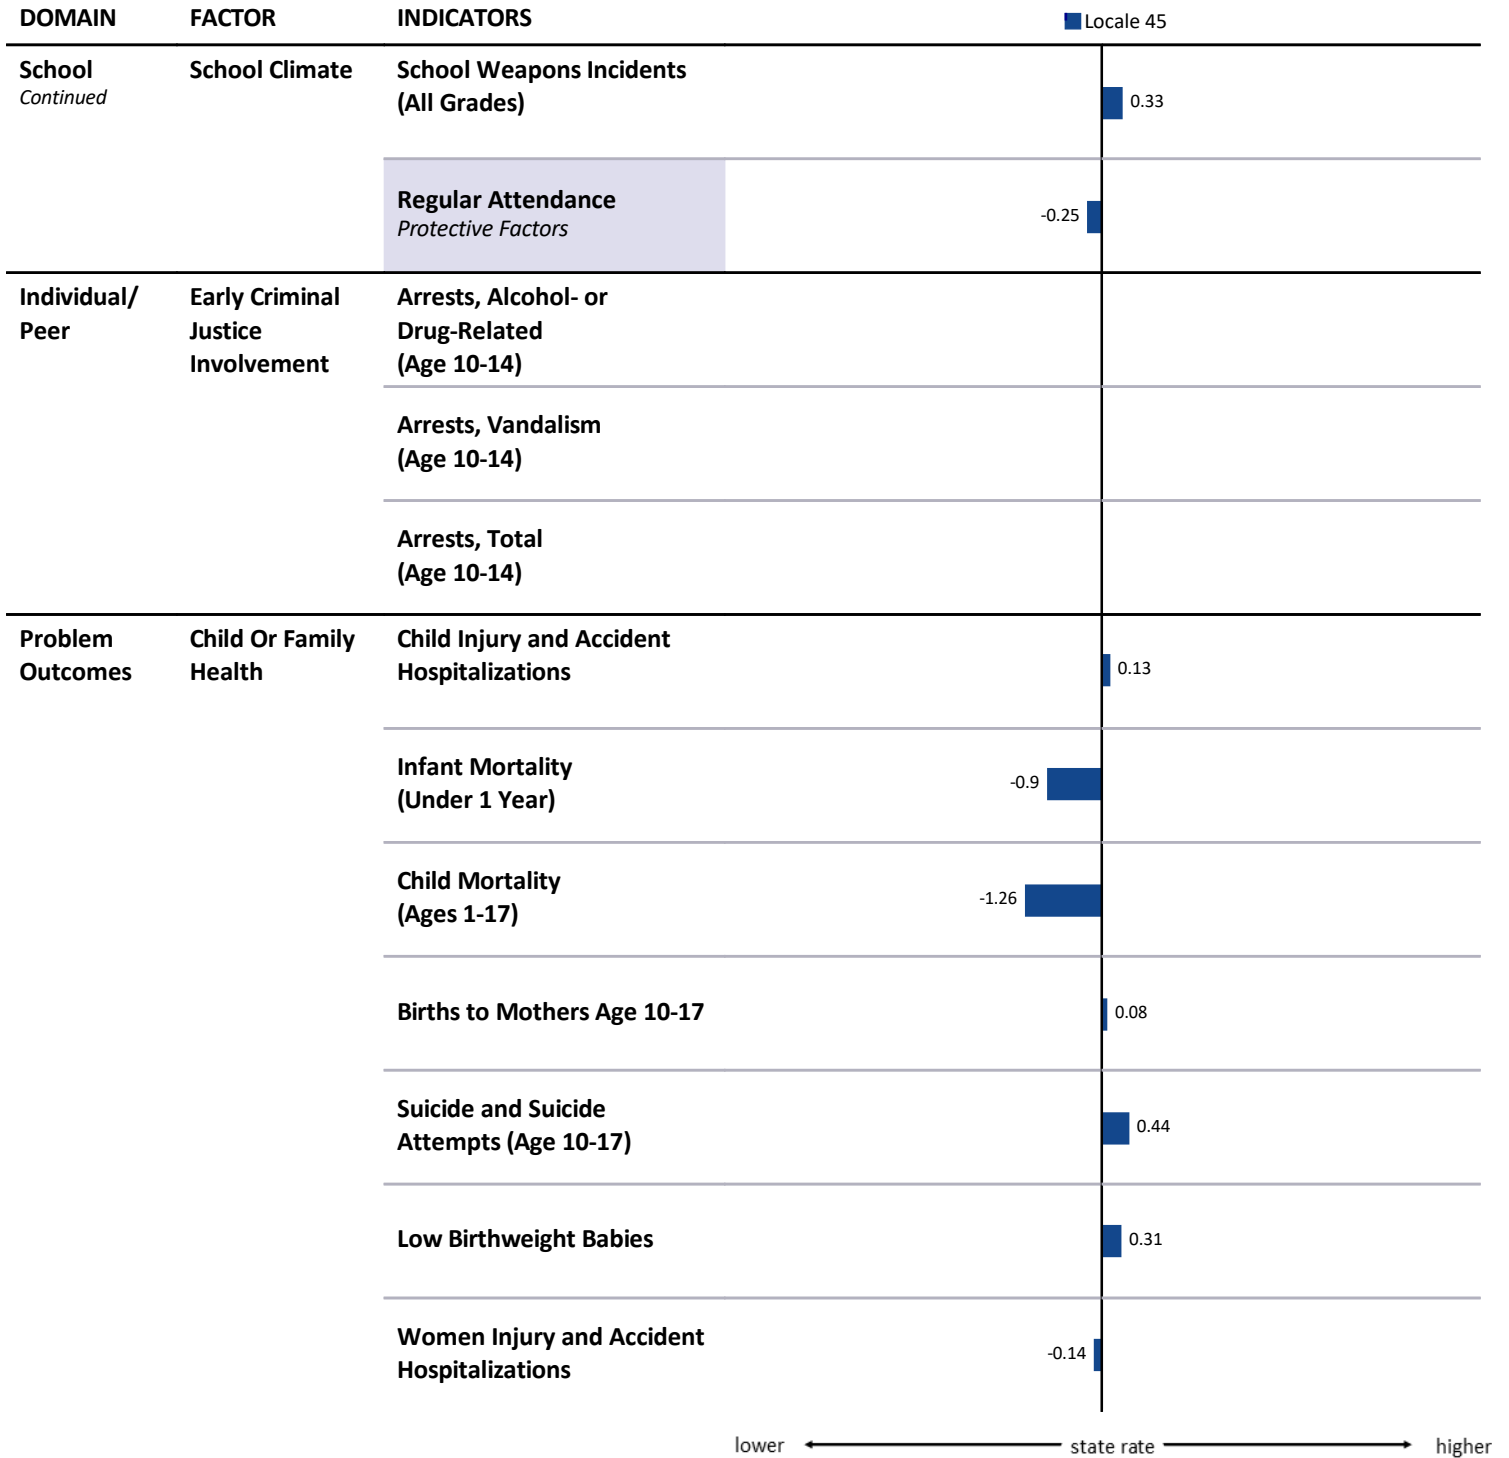 DOMAIN FACTOR INDICATORS Locale 45
School School Climate School Weapons Incidents
Continued (All Grades) 0.33
Regular Attendance
Protective Factors -0.25
Individual/ Early Criminal Arrests, Alcohol- or
Peer Justice Drug-Related
Involvement (Age 10-14)
Arrests, Vandalism
(Age 10-14)
Arrests, Total
(Age 10-14)
Problem Child Or Family Child Injury and Accident
Outcomes Health Hospitalizations 0.13
Infant Mortality
(Under 1 Year) -0.9
Child Mortality
(Ages 1-17) -1.26
Births to Mothers Age 10-17 0.08
Suicide and Suicide
Attempts (Age 10-17) 0.44
Low Birthweight Babies 0.31
Women Injury and Accident
Hospitalizations -0.14
lower state rate higher